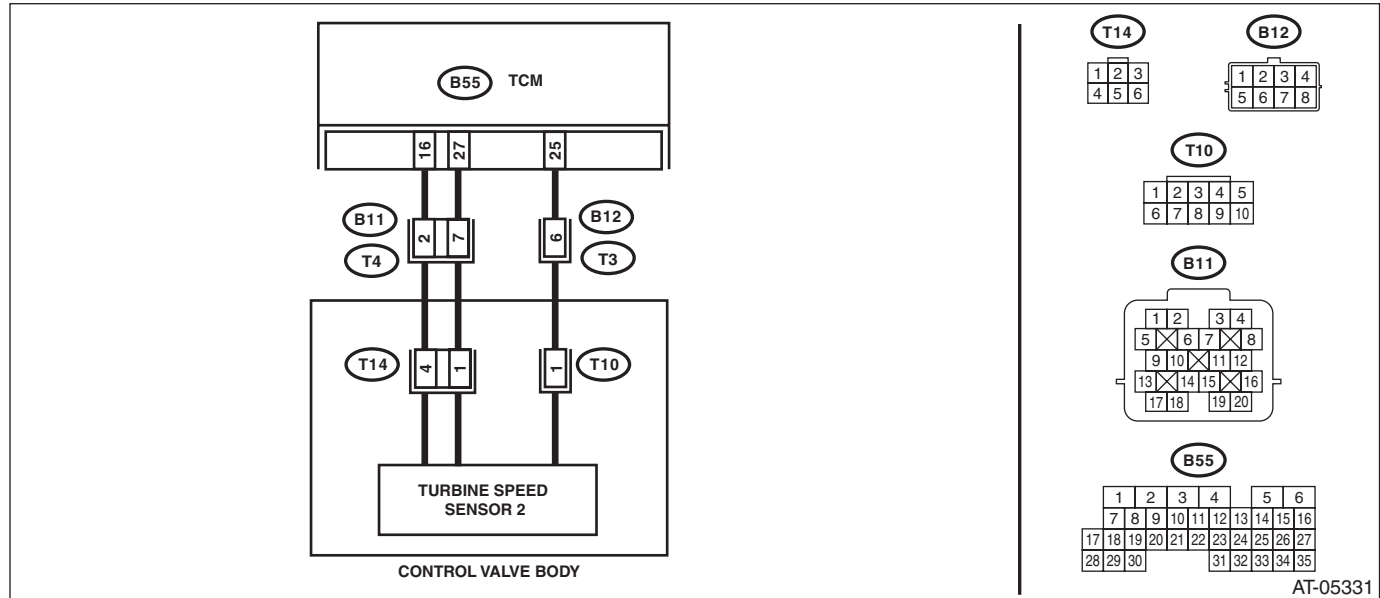 B55 TCM
16 27 25
B11 2 7 6 B12
T4 T3
T14 4 1 1 T10
TURBINE SPEED
SENSOR 2
CONTROL VALVE BODY
T14
1 2 3
4 5 6
B12
1 2 3 4
5 6 7 8
T10
1 2 3 4 5
6 7 8 9 10
B11
1 2 3 4
5 6 7 8
9 10 11 12
13 14 15 16
17 18 19 20
B55
1 2 3 4 5 6
7 8 9 10 11 12 13 14 15 16
17 18 19 20 21 22 23 24 25 26 27
28 29 30 31 32 33 34 35
AT-05331